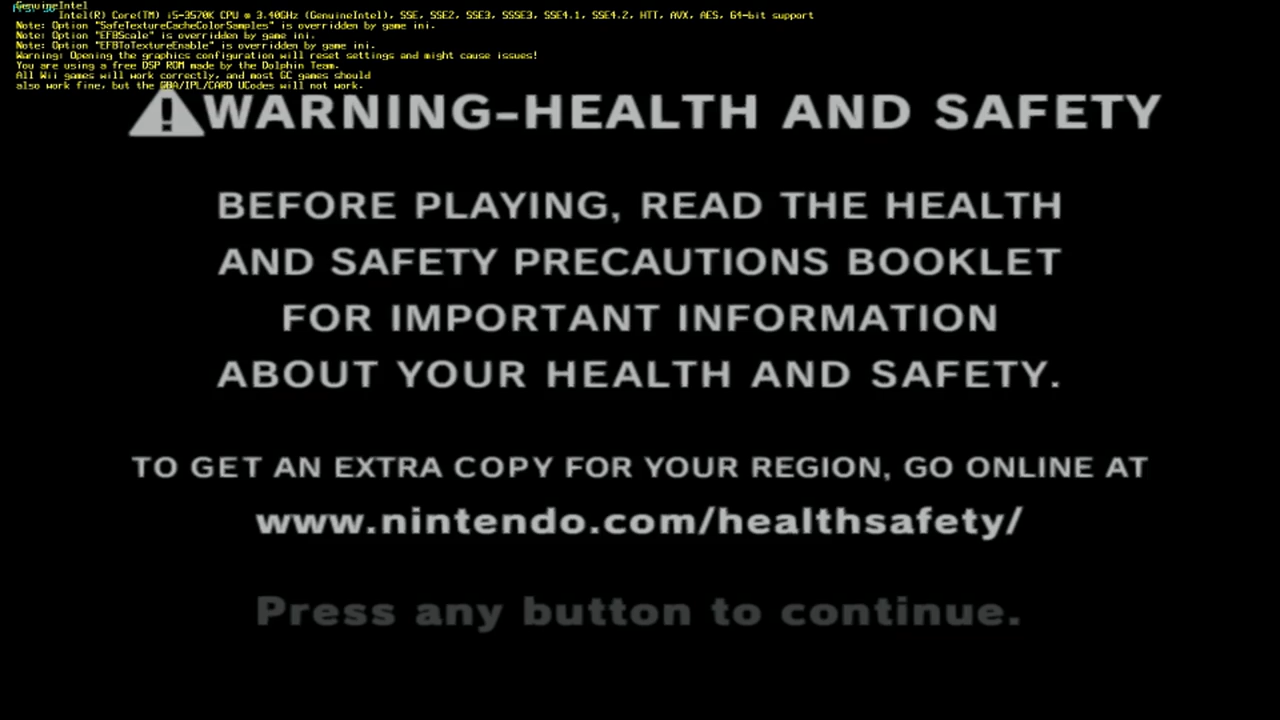 GenuineIntel
Intel(R) Core(TM) i5-3570K CPU @ 3.40GHz (GenuineIntel), SSE, SSE2, SSE3, SSSE3, SSE4.1, SSE4.2, HTT, AVX, AES, 64-bit support
Note: Option "SafeTextureCacheColorSamples" is overridden by game ini.
Note: Option "EFBScale" is overridden by game ini.
Note: Option "EFBToTextureEnable" is overridden by game ini.
Warning: Opening the graphics configuration will reset settings and might cause issues!
You are using a free DSP ROM made by the Dolphin Team.
All Wii games will work correctly, and most GC games should
also work fine, but the GBA/IPL/CARD UCodes will not work.
WARNING-HEALTH AND SAFETY
BEFORE PLAYING, READ THE HEALTH
AND SAFETY PRECAUTIONS BOOKLET
FOR IMPORTANT INFORMATION
ABOUT YOUR HEALTH AND SAFETY.
TO GET AN EXTRA COPY FOR YOUR REGION, GO ONLINE AT
www.nintendo.com/healthsafety/
Press any button to continue.